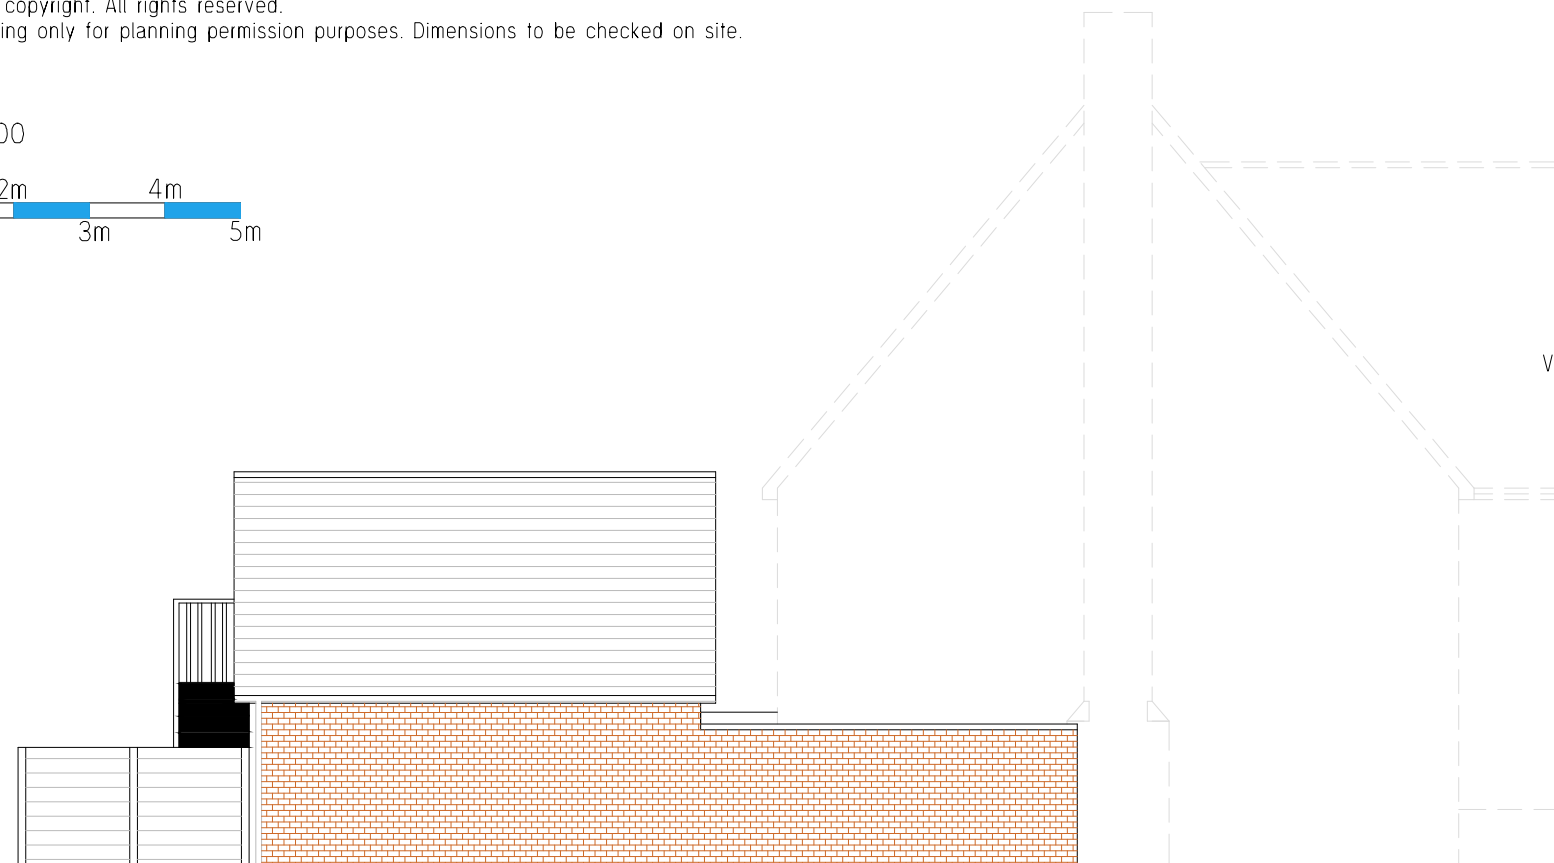 copyright. All rights reserved.
ing only for planning permission purposes. Dimensions to be checked on site.
00
2m 4m
3m 5m
V